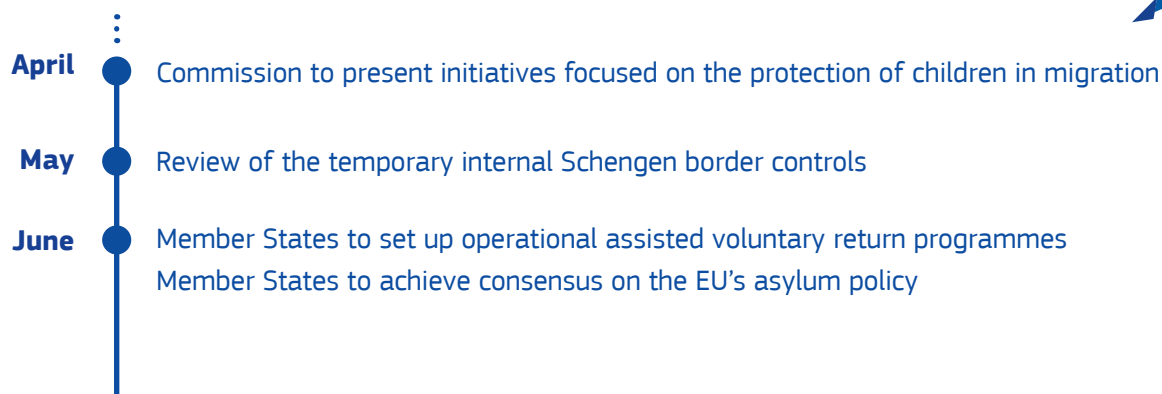 April
Commission to present initiatives focused on the protection of children in migration
May
Review of the temporary internal Schengen border controls
June
Member States to set up operational assisted voluntary return programmes
Member States to achieve consensus on the EU’s asylum policy